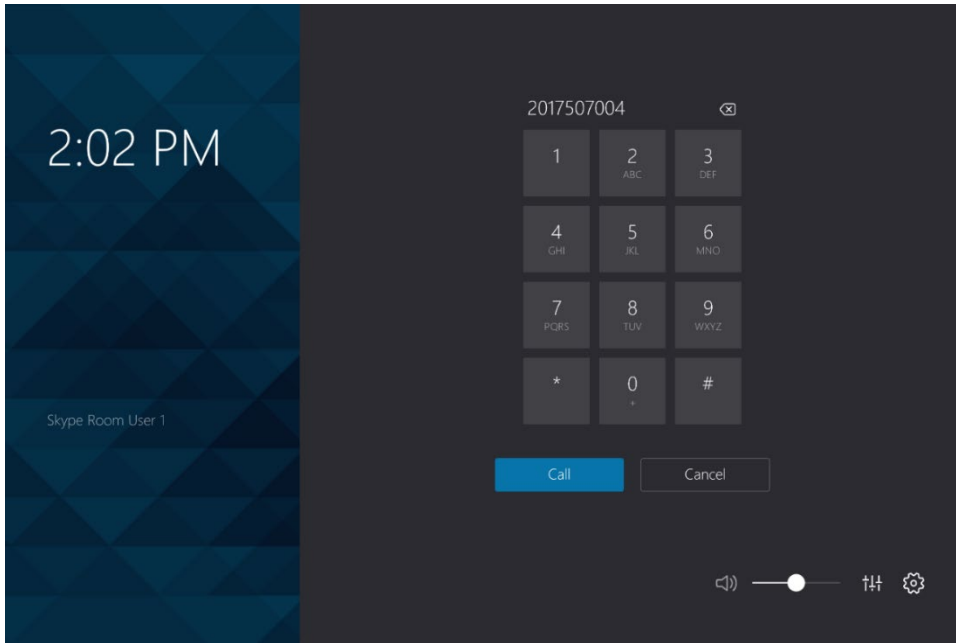 2:02 PM
Skype Room User 1
2017507004
1 2 3
ABC DEF
4 5 6
GHI JKL MNO
7 8 9
PQRS TUV WXYZ
* 0 #
+
Call Cancel